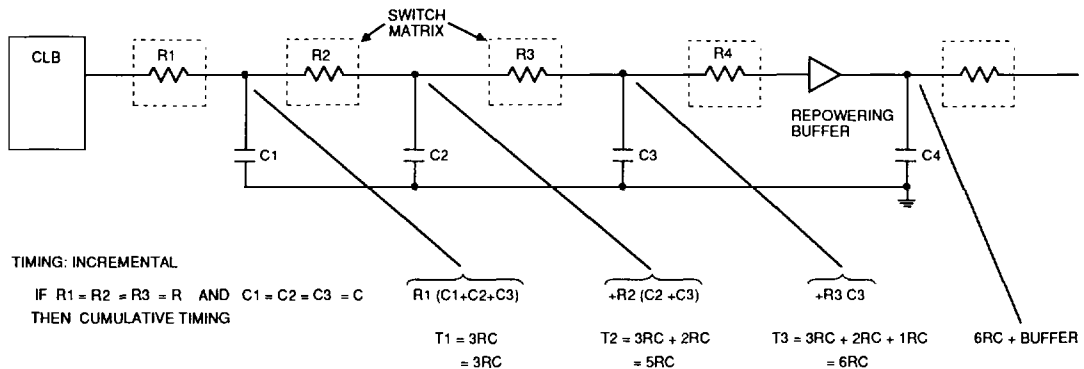 SWITCH
MATRIX
CLB
R1
R2
R3
R4
REPOWERING
BUFFER
C1
C2
C3
C4
TIMING: INCREMENTAL
R1 (C1+C2+C3)
+R2 (C2 +C3)
+R3 C3
IF R1 = R2 = R3 = R AND C1 = C2 = C3 = C
THEN CUMULATIVE TIMING
T1 = 3RC
= 3RC
T2 = 3RC + 2RC
= 5RC
T3 = 3RC + 2RC + 1RC
= 6RC
6RC + BUFFER